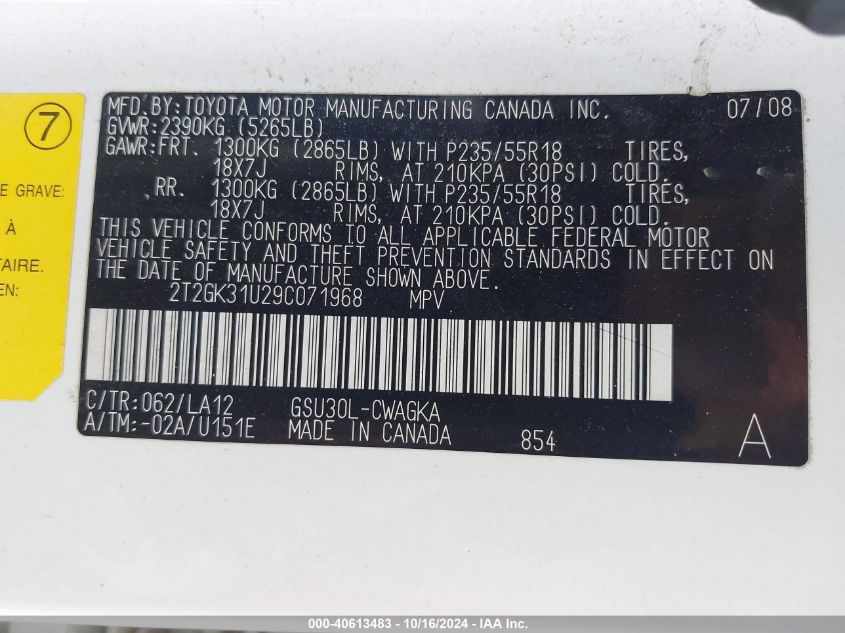 7
E GRAVE:
À
TAIRE.
EN:
MFD. BY: TOYOTA MOTOR MANUFACTURING CANADA INC. 07/08
GVWR: 2390KG (5265LB)
GAWR: FRT. 1300KG (2865LB) WITH P235/55R18 TIRES,
18X7J RIMS, AT 210KPA (30PSI) COLD.
RR. 1300KG (2865LB) WITH P235/55R18 TIRES,
18X7J RIMS, AT 210KPA (30PSI) COLD.
THIS VEHICLE CONFORMS TO ALL APPLICABLE FEDERAL MOTOR
VEHICLE SAFETY AND THEFT PREVENTION STANDARDS IN EFFECT ON
THE DATE OF MANUFACTURE SHOWN ABOVE.
2T2GK31U29C071968 MPV
C/TR: 062/LA12 GSU30L-CWAGKA
A/TM: -02A/U151E MADE IN CANADA 854 A
000-40613483 - 10/16/2024 - IAA Inc.